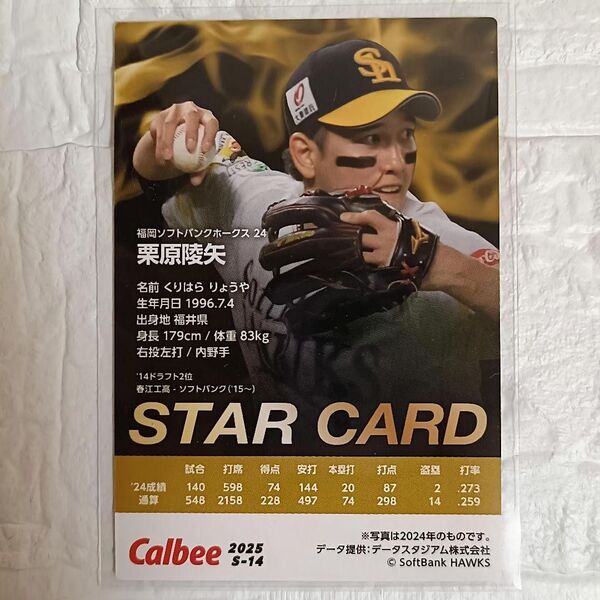 SH
福岡ソフトバンクホークス 24
栗原陵矢
名前 くりはら りょうや
生年月日 1996.7.4
出身地 福井県
身長 179cm / 体重 83kg
右投左打 / 内野手
'14ドラフト2位
春江工高 - ソフトバンク('15~)
STAR CARD
試合 打席 得点 安打 本塁打 打点 盗塁 打率
'24成績 140 598 74 144 20 87 2 .273
通算 548 2158 228 497 74 298 14 .259
※写真は2024年のものです。
データ提供:データスタジアム株式会社
© SoftBank HAWKS
Calbee 2025
S-14